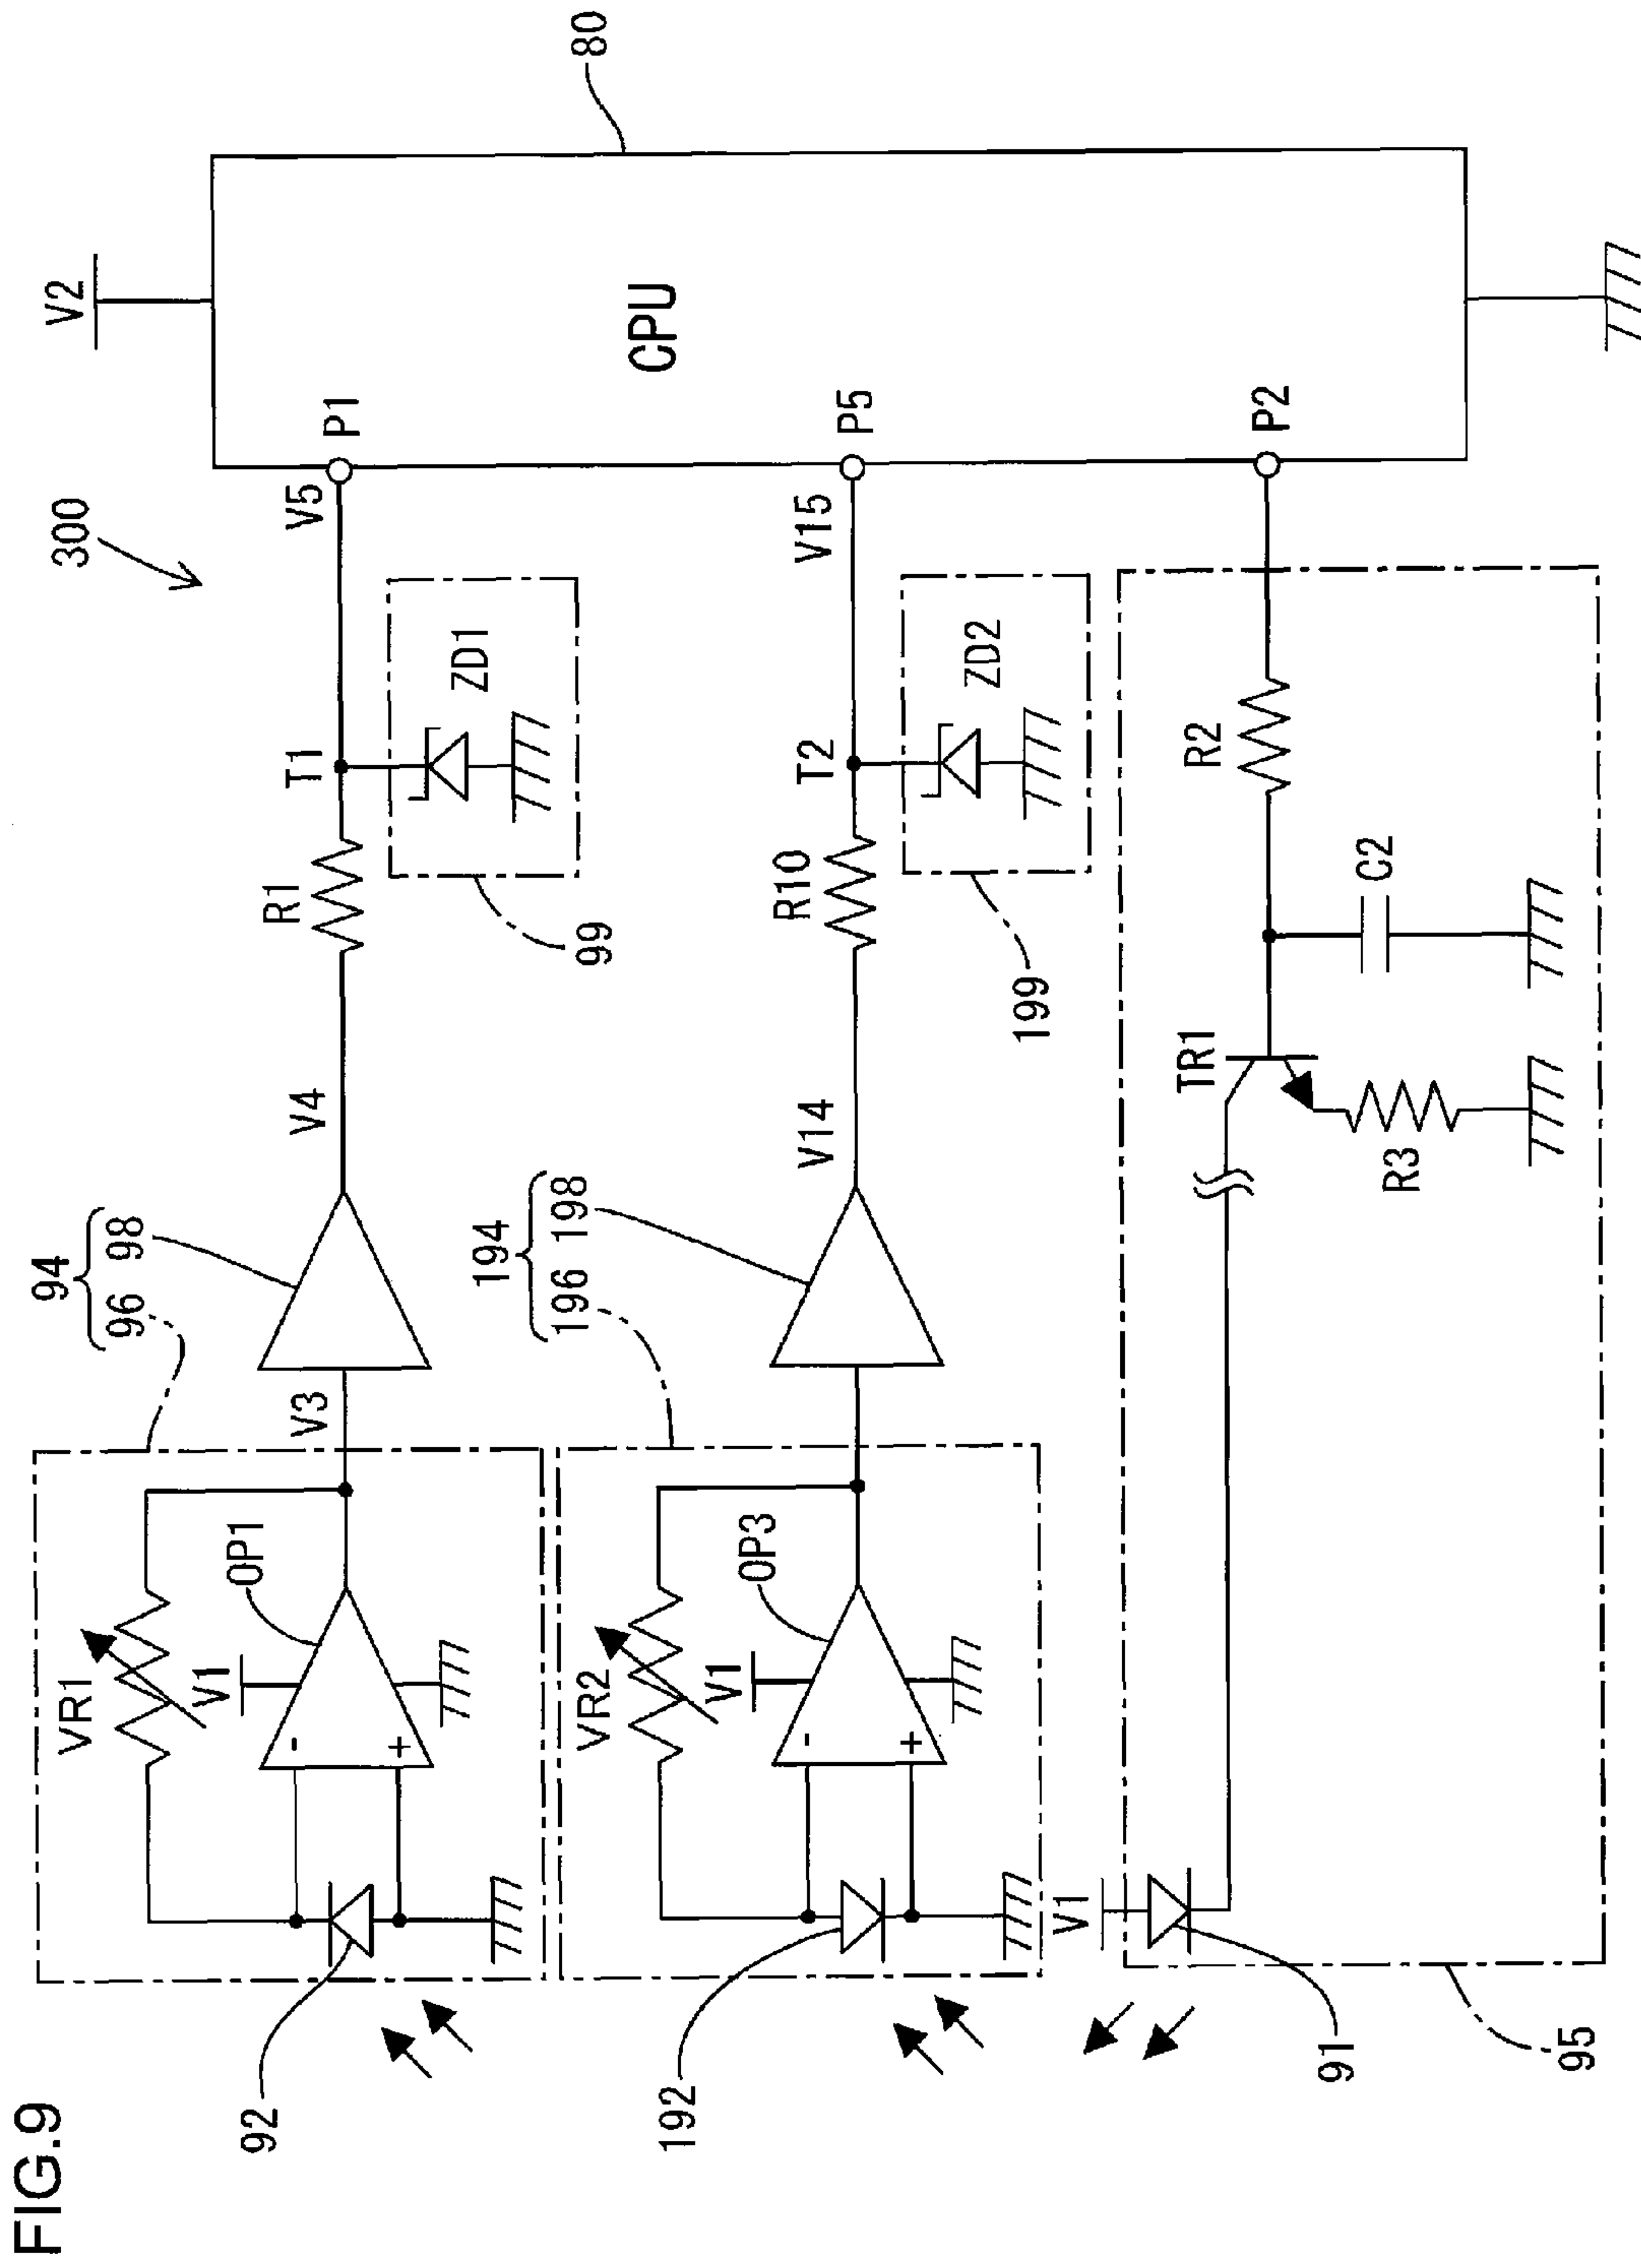 FIG.9
300
V2
80
94
96 98
VR1
OP1
V1
-
+
92
V3
V4
R1
T1
V5
P1
ZD1
99
CPU
194
196 198
VR2
OP3
V1
-
+
192
V14
R10
T2
V15
P5
ZD2
199
V1
91
95
TR1
R3
C2
R2
P2